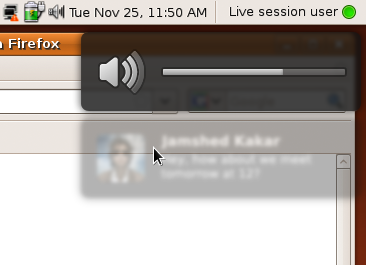 Tue Nov 25, 11:50 AM Live session user
Firefox
Google
Jamshed Kakar
Hey, how about we meet
tomorrow at 12?